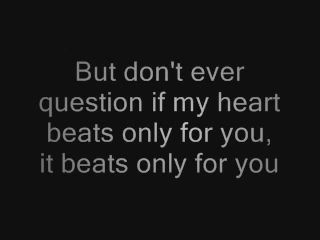 But don't ever
question if my heart
beats only for you,
it beats only for you